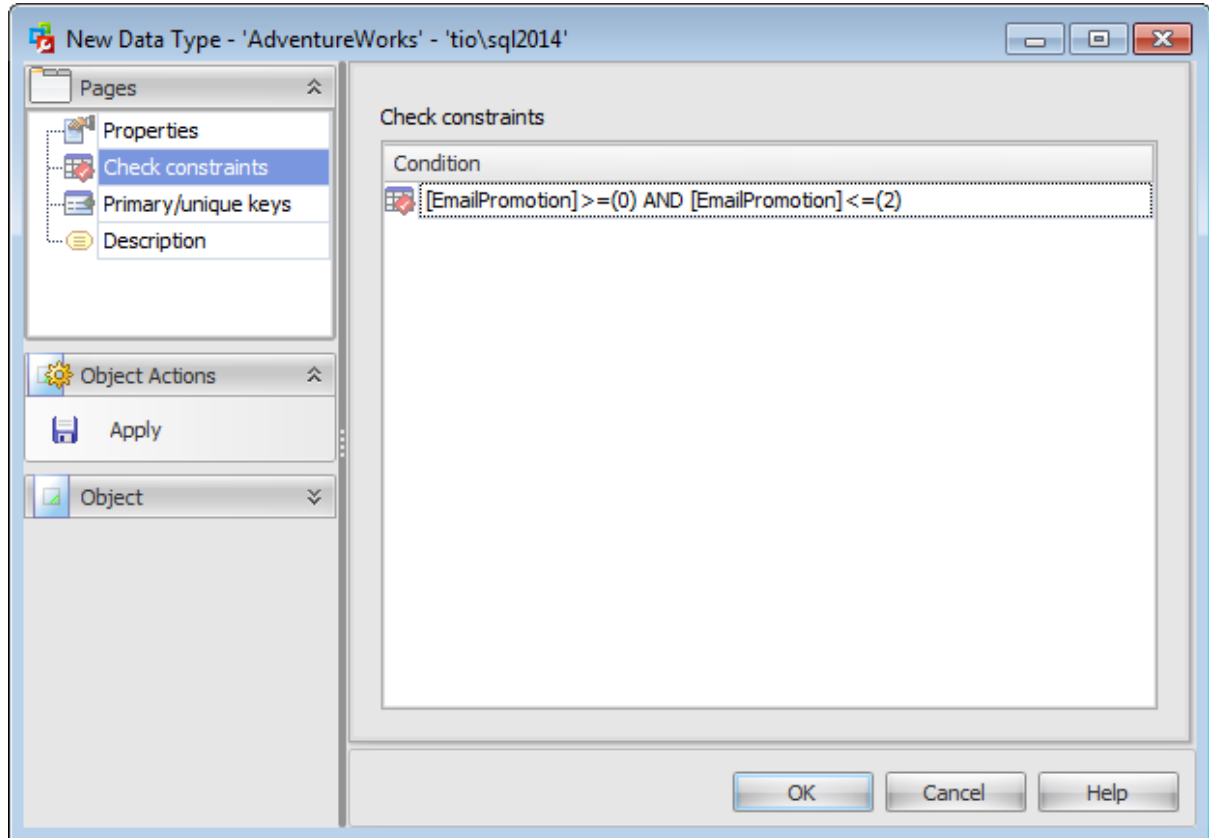 New Data Type - 'AdventureWorks' - 'tio\sql2014'
Pages
Properties
Check constraints
Primary/unique keys
Description
Object Actions
Apply
Object
Check constraints
Condition
[EmailPromotion]>=(0) AND [EmailPromotion]<=(2)
OK
Cancel
Help